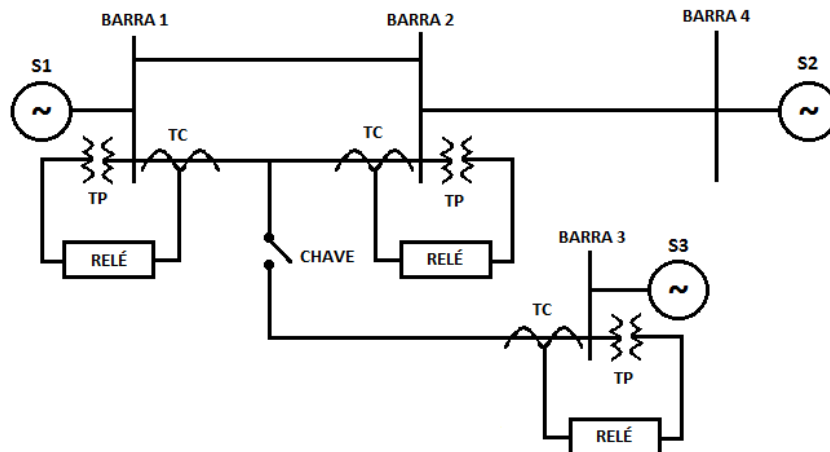 BARRA 1
BARRA 2
BARRA 4
S1
S2
~
~
TC
TC
TP
TP
RELÉ
CHAVE
RELÉ
BARRA 3
S3
~
TC
TP
RELÉ